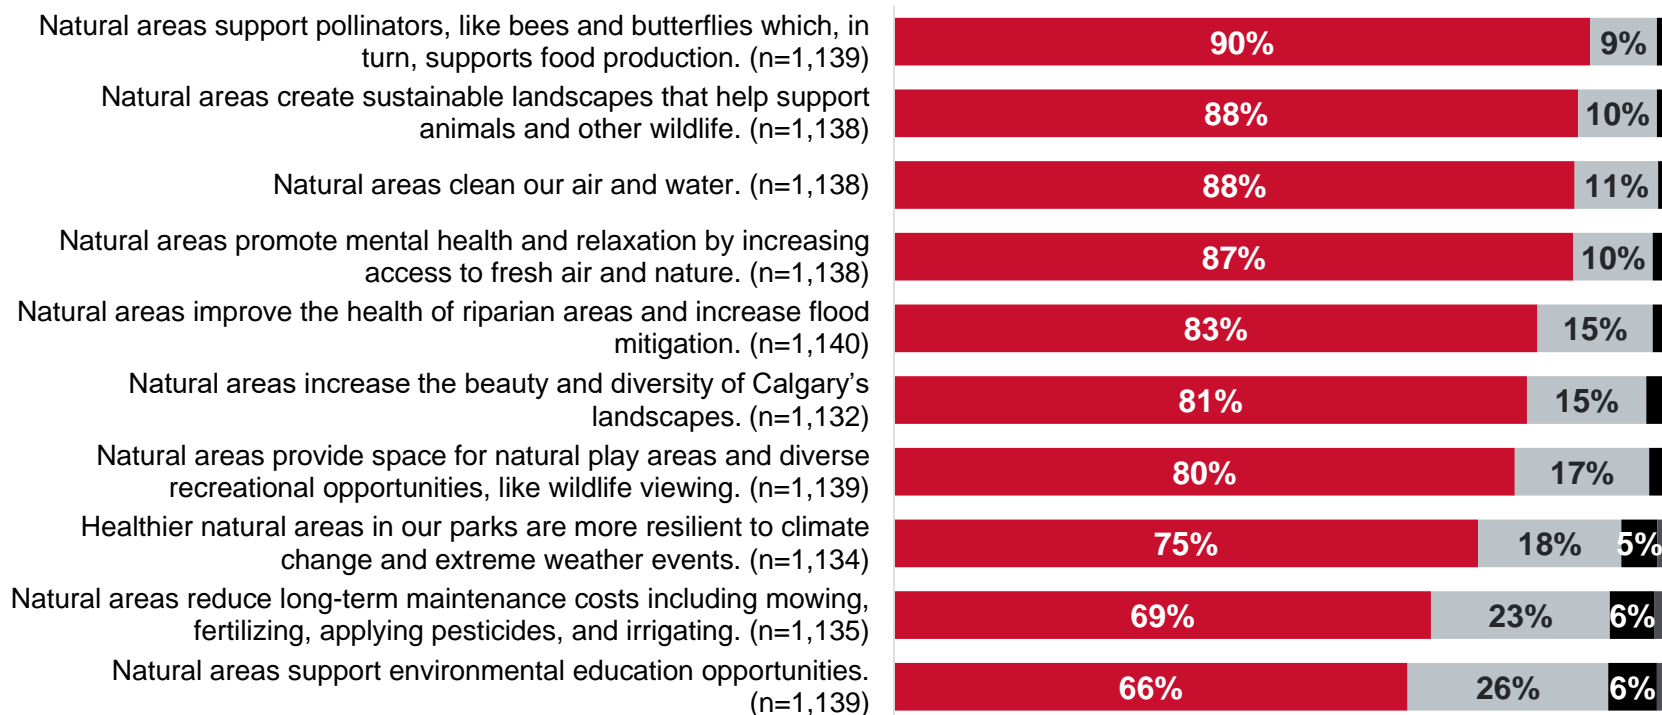 Natural areas support pollinators, like bees and butterflies which, in
turn, supports food production. (n=1,139)
90% 9%
Natural areas create sustainable landscapes that help support
animals and other wildlife. (n=1,138)
88% 10%
Natural areas clean our air and water. (n=1,138)
88% 11%
Natural areas promote mental health and relaxation by increasing
access to fresh air and nature. (n=1,138)
87% 10%
Natural areas improve the health of riparian areas and increase flood
mitigation. (n=1,140)
83% 15%
Natural areas increase the beauty and diversity of Calgary’s
landscapes. (n=1,132)
81% 15%
Natural areas provide space for natural play areas and diverse
recreational opportunities, like wildlife viewing. (n=1,139)
80% 17%
Healthier natural areas in our parks are more resilient to climate
change and extreme weather events. (n=1,134)
75% 18% 5%
Natural areas reduce long-term maintenance costs including mowing,
fertilizing, applying pesticides, and irrigating. (n=1,135)
69% 23% 6%
Natural areas support environmental education opportunities.
(n=1,139)
66% 26% 6%